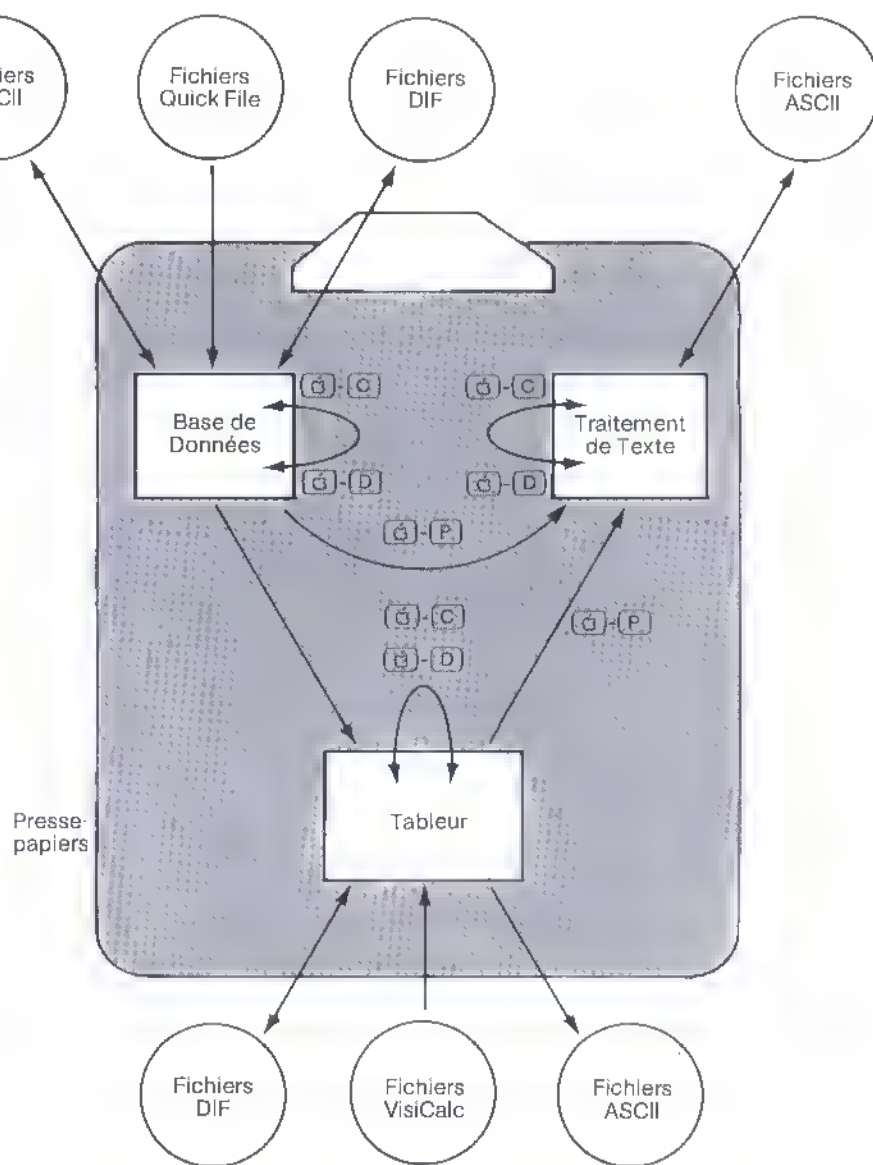 Fichiers
Quick File
Fichiers
DIF
Fichiers
ASCII
-C
-C
Base de
Données
Traitement
de Texte
-D
-D
-P
-C
-P
-D
Tableur
Presse-
papiers
Fichiers
DIF
Fichiers
VisiCalc
Fichiers
ASCII